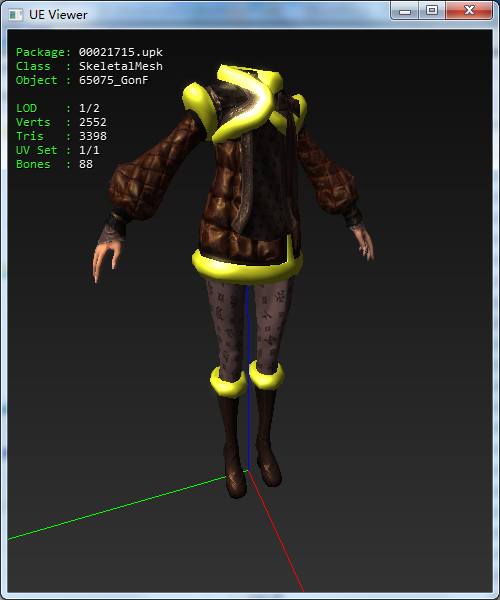 UE Viewer
Package: 00021715.upk
Class : SkeletalMesh
Object : 65075_GonF
LOD : 1/2
Verts : 2552
Tris : 3398
UV Set : 1/1
Bones : 88